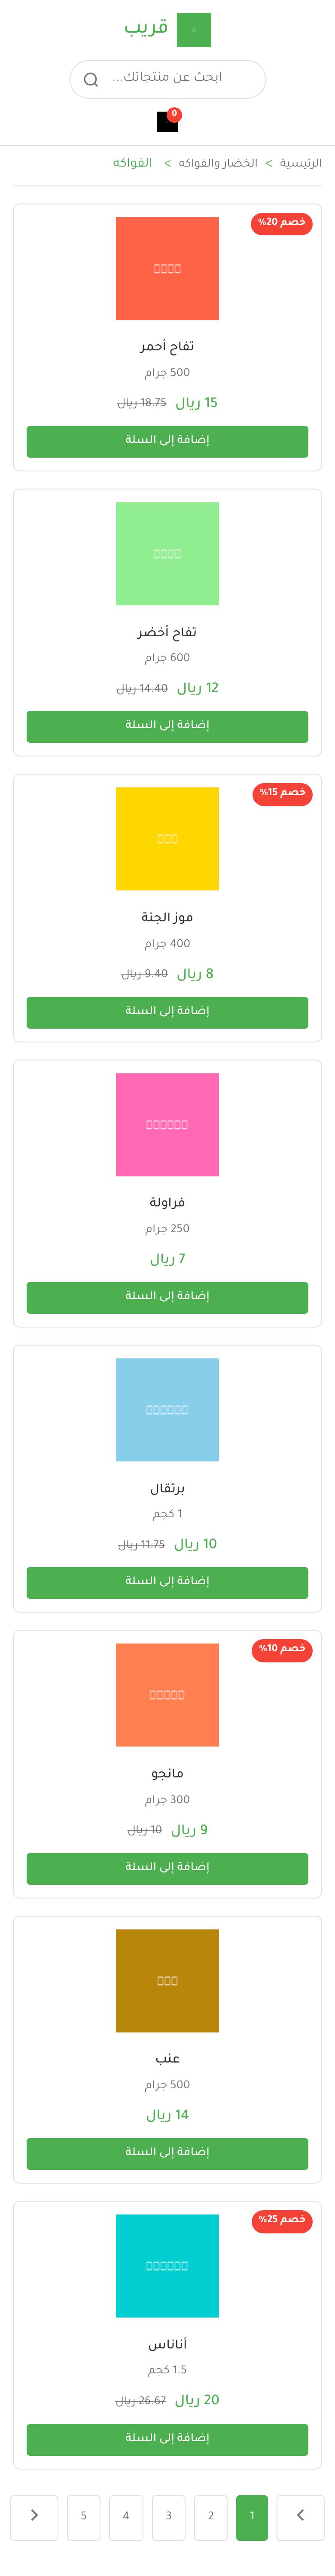 قريب
ابحث عن منتجاتك...
0
الرئيسية > الخضار والفواكه > الفواكه
خصم 20%
تفاح أحمر
500 جرام
15 ريال 18.75 ريال
إضافة إلى السلة
تفاح أخضر
600 جرام
12 ريال 14.40 ريال
إضافة إلى السلة
خصم 15%
موز الجنة
400 جرام
8 ريال 9.40 ريال
إضافة إلى السلة
فراولة
250 جرام
7 ريال
إضافة إلى السلة
برتقال
1 كجم
10 ريال 11.75 ريال
إضافة إلى السلة
خصم 10%
مانجو
300 جرام
9 ريال 10 ريال
إضافة إلى السلة
عنب
500 جرام
14 ريال
إضافة إلى السلة
خصم 25%
أناناس
1.5 كجم
20 ريال 26.67 ريال
إضافة إلى السلة
1 2 3 4 5